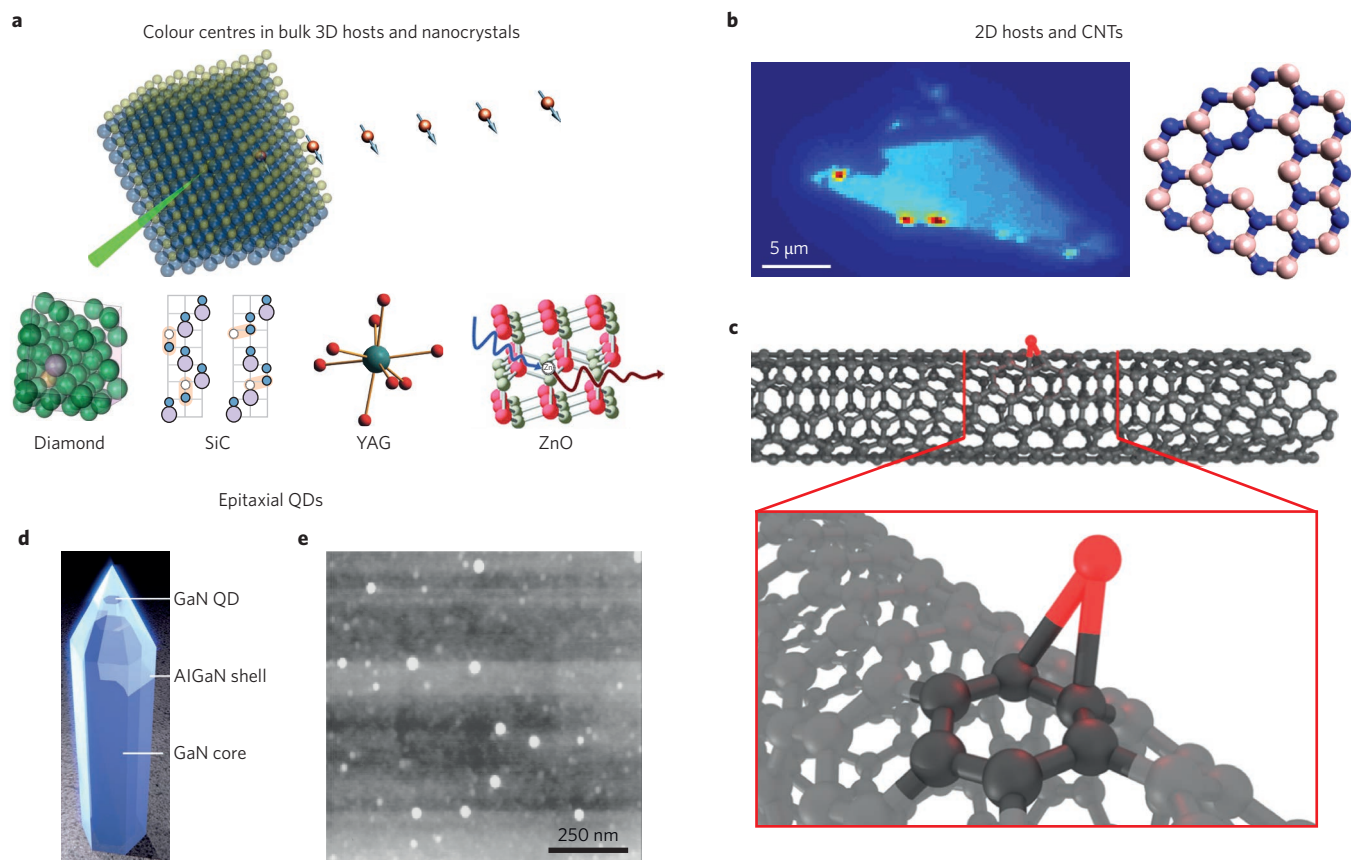 a
Colour centres in bulk 3D hosts and nanocrystals
Diamond
SiC
YAG
Zn
ZnO
b
2D hosts and CNTs
5 μm
c
Epitaxial QDs
d
GaN QD
AlGaN shell
GaN core
e
250 nm